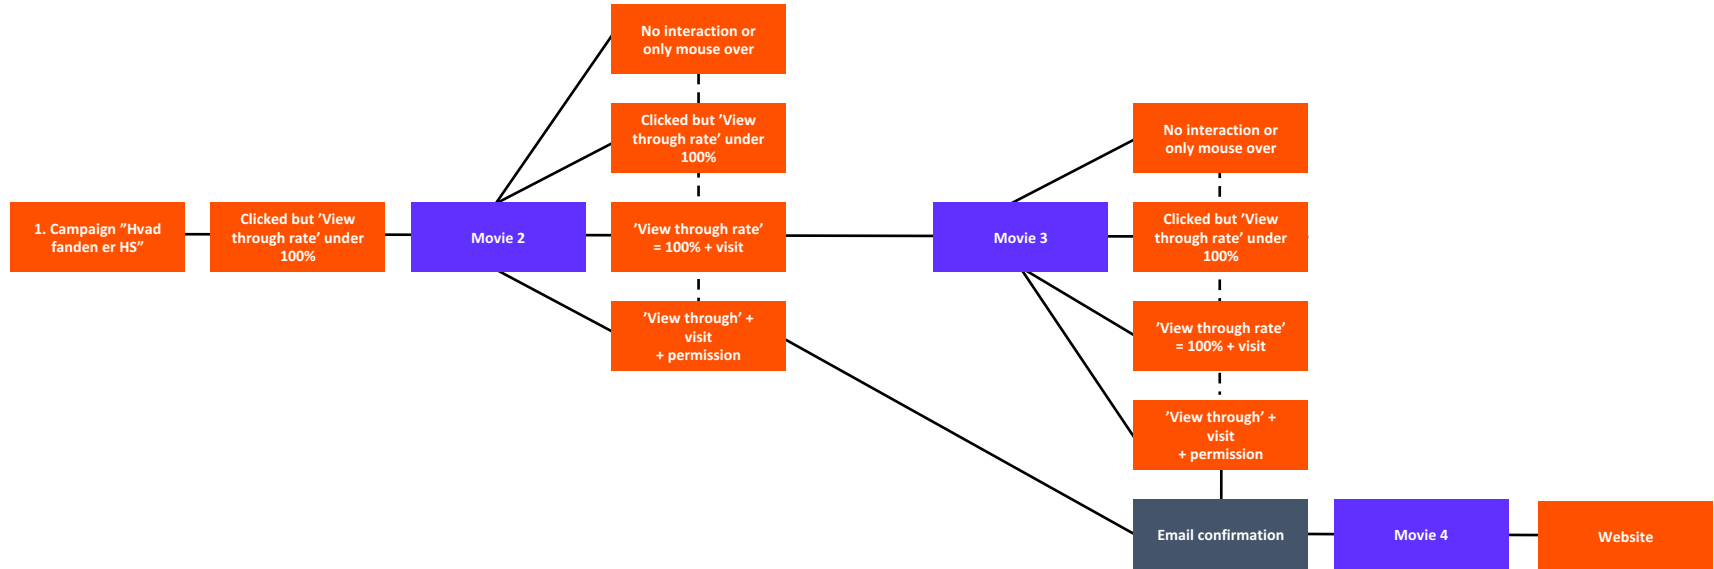 No interaction or
only mouse over
Clicked but ’View
through rate’ under
100%
No interaction or
only mouse over
1. Campaign ”Hvad
fanden er HS”
Clicked but ’View
through rate’ under
100%
Movie 2
’View through rate’
= 100% + visit
Movie 3
Clicked but ’View
through rate’ under
100%
’View through’ +
visit
+ permission
’View through rate’
= 100% + visit
’View through’ +
visit
+ permission
Email confirmation
Movie 4
Website